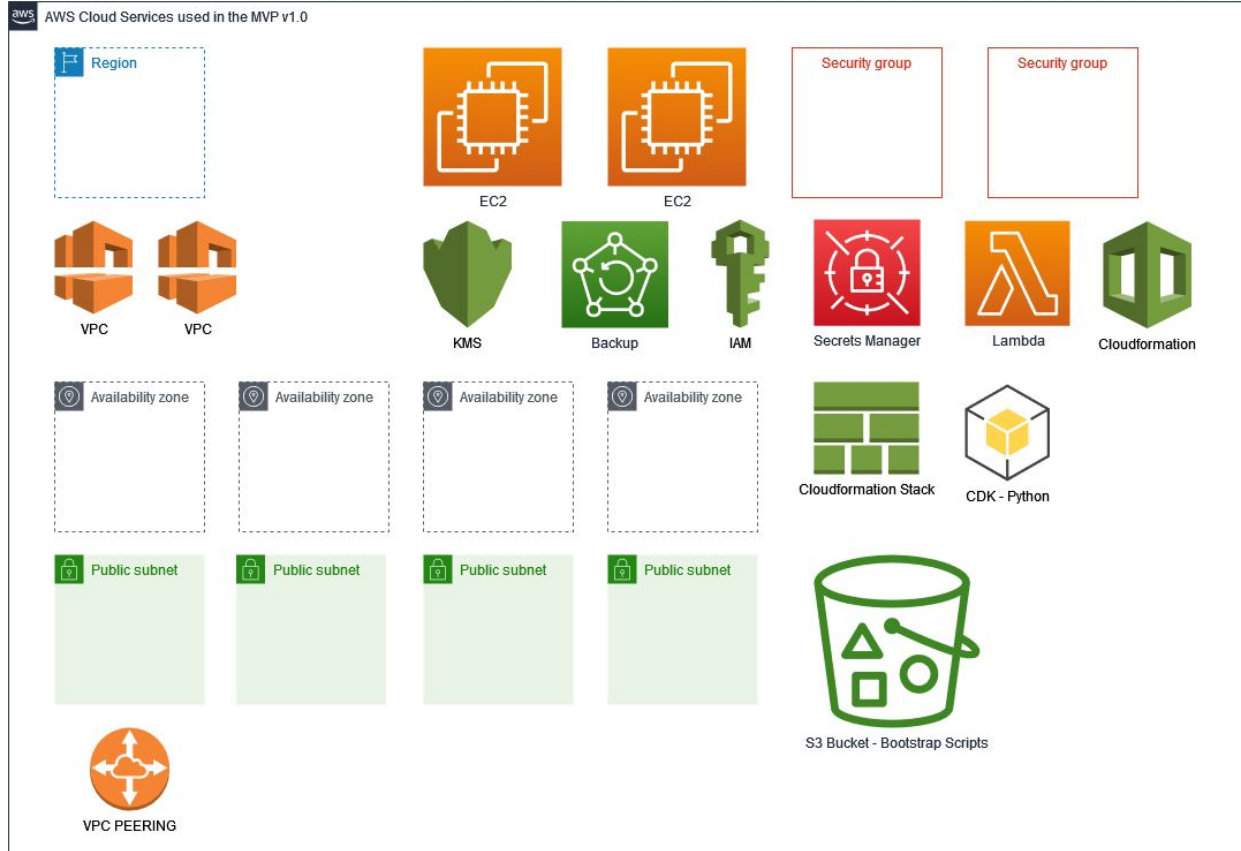 aws
AWS Cloud Services used in the MVP v1.0
Region
EC2
EC2
Security group
Security group
VPC
VPC
KMS
Backup
IAM
Secrets Manager
Lambda
Cloudformation
Availability zone
Availability zone
Availability zone
Availability zone
Cloudformation Stack
CDK - Python
Public subnet
Public subnet
Public subnet
Public subnet
S3 Bucket - Bootstrap Scripts
VPC PEERING